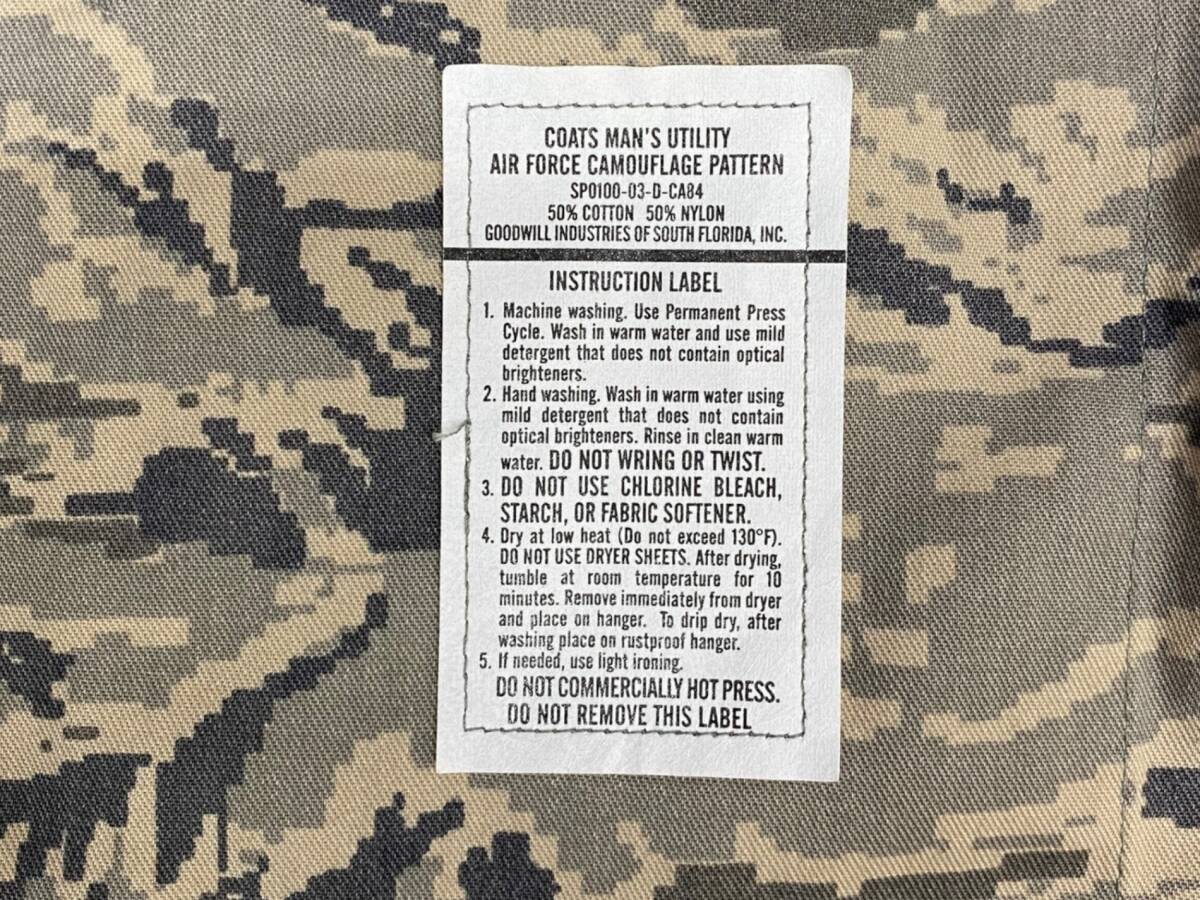 COATS MAN'S UTILITY
AIR FORCE CAMOUFLAGE PATTERN
SP0100-03-D-CA84
50% COTTON 50% NYLON
GOODWILL INDUSTRIES OF SOUTH FLORIDA, INC.
INSTRUCTION LABEL
1. Machine washing. Use Permanent Press
Cycle. Wash in warm water and use mild
detergent that does not contain optical
brighteners.
2. Hand washing. Wash in warm water using
mild detergent that does not contain
optical brighteners. Rinse in clean warm
water. DO NOT WRING OR TWIST.
3. DO NOT USE CHLORINE BLEACH,
STARCH, OR FABRIC SOFTENER.
4. Dry at low heat (Do not exceed 130°F).
DO NOT USE DRYER SHEETS. After drying,
tumble at room temperature for 10
minutes. Remove immediately from dryer
and place on hanger. To drip dry, after
washing place on rustproof hanger.
5. If needed, use light ironing.
DO NOT COMMERCIALLY HOT PRESS.
DO NOT REMOVE THIS LABEL